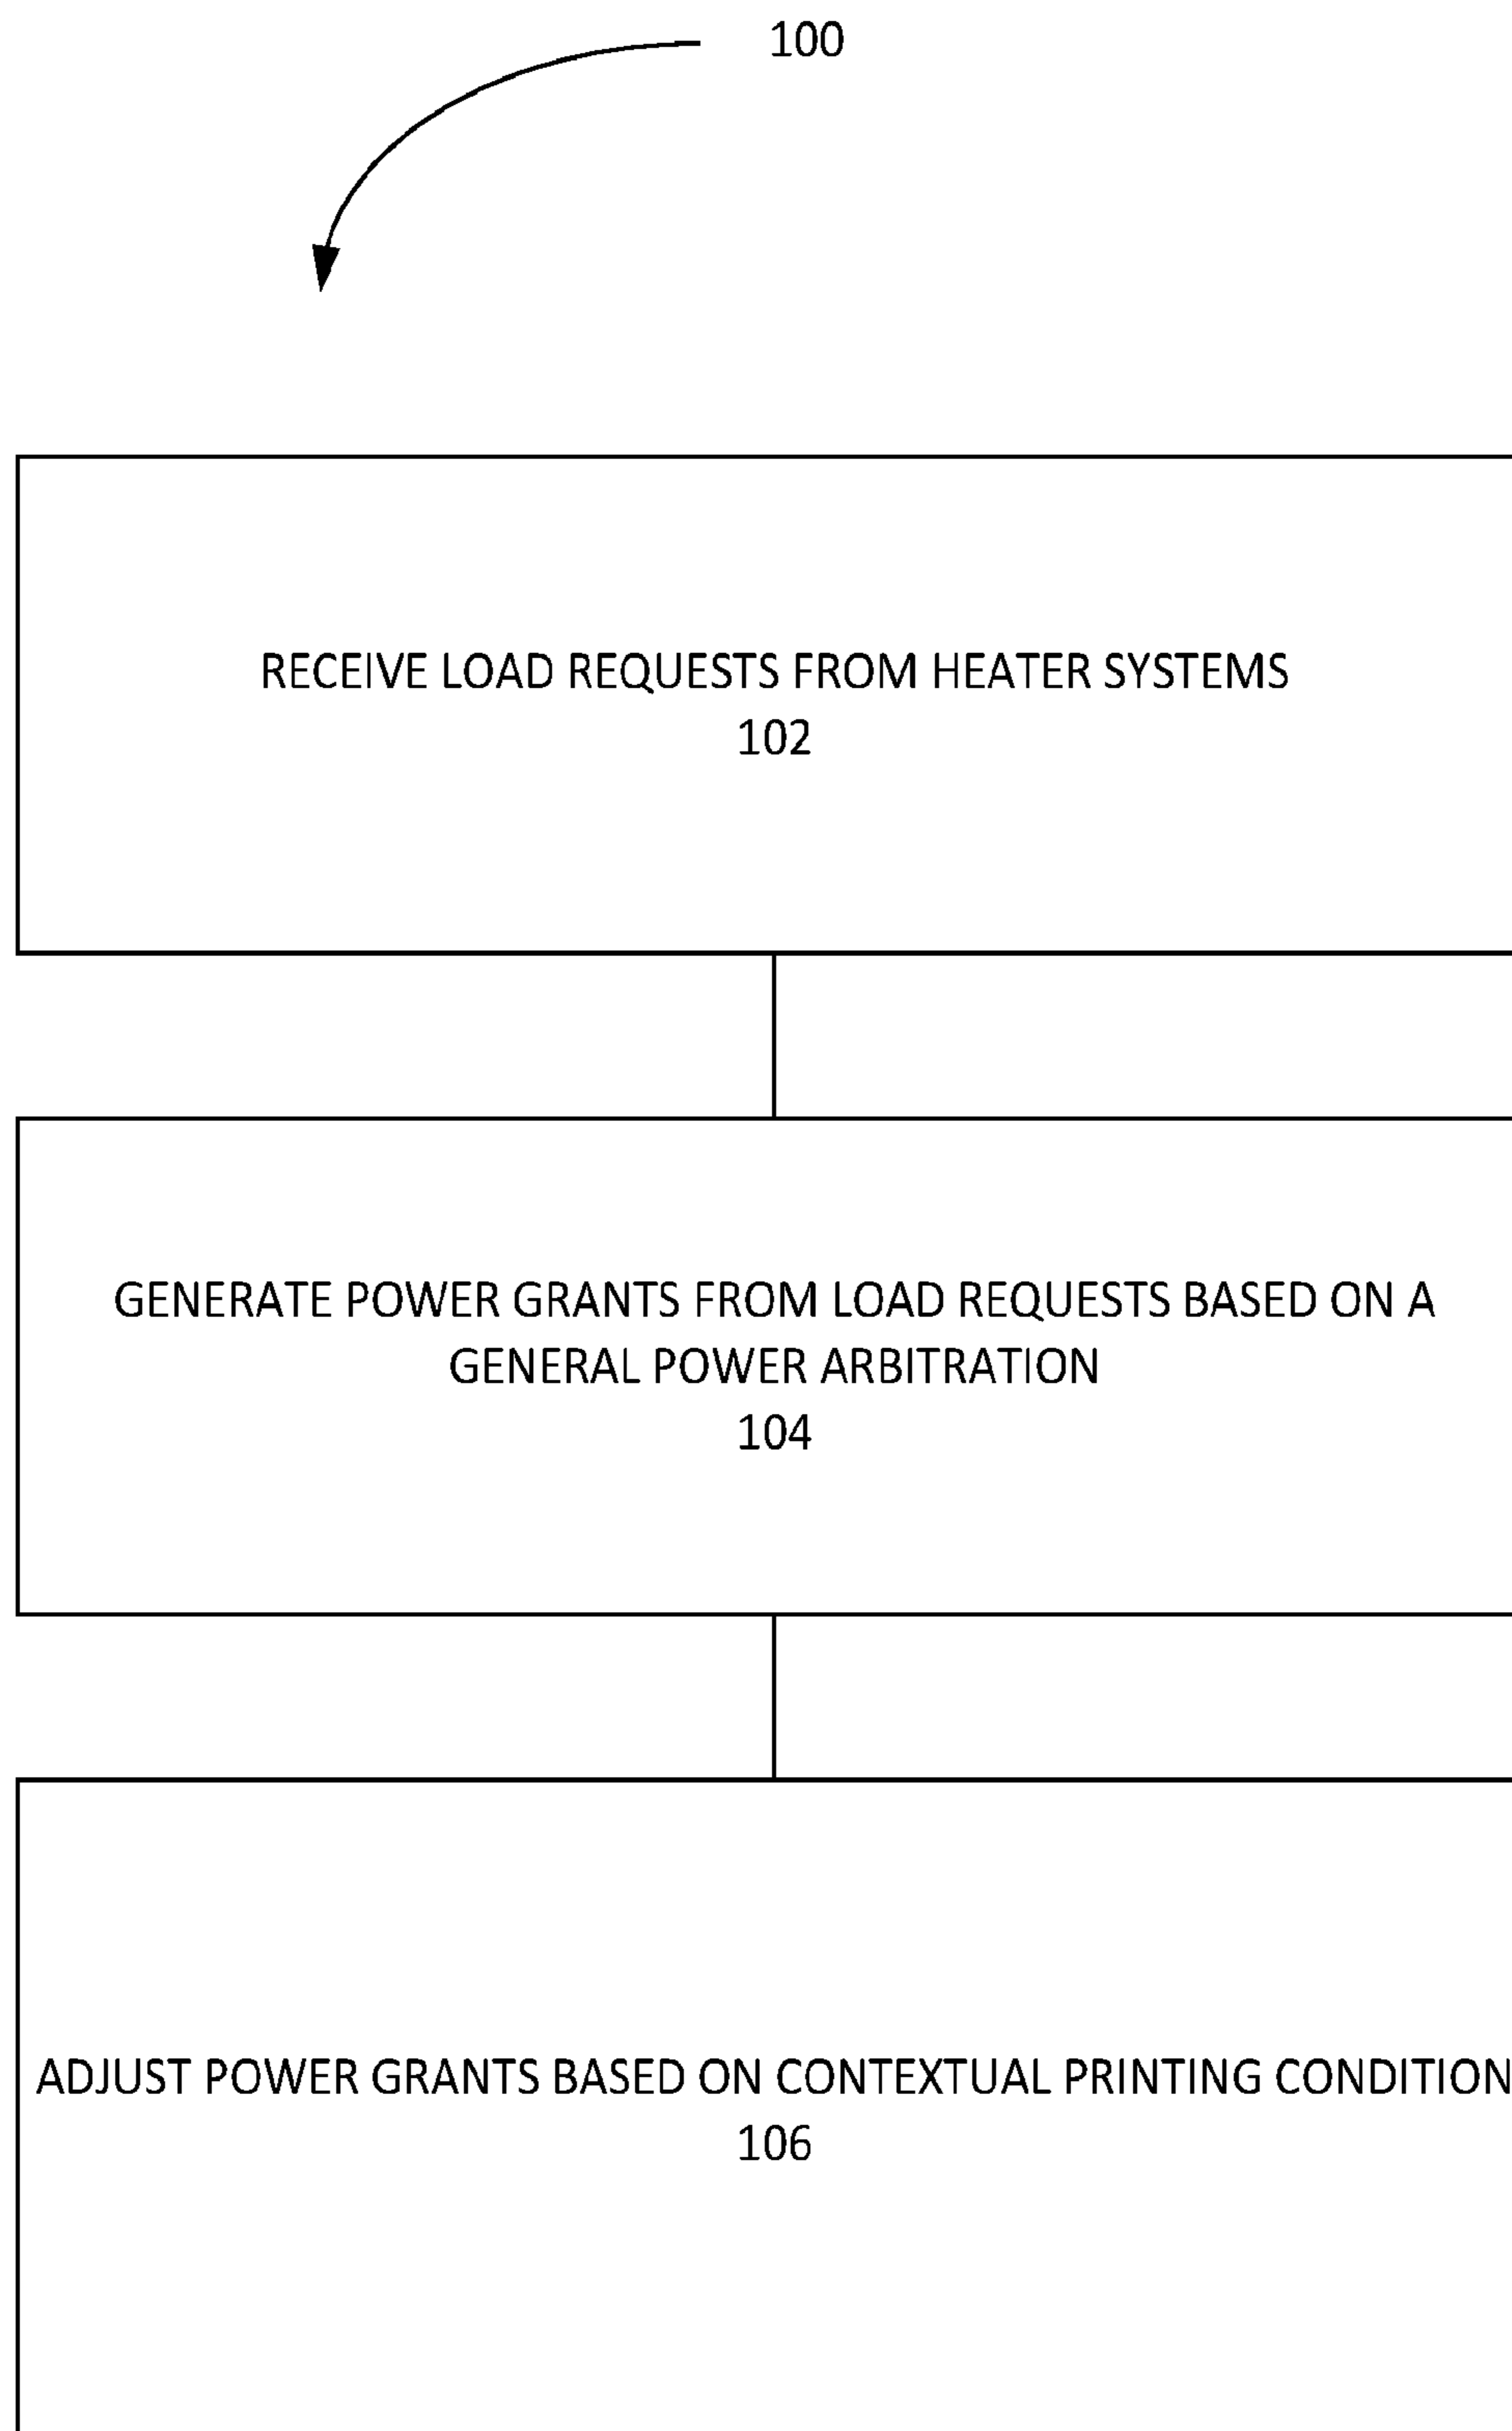 100
RECEIVE LOAD REQUESTS FROM HEATER SYSTEMS
102
GENERATE POWER GRANTS FROM LOAD REQUESTS BASED ON A
GENERAL POWER ARBITRATION
104
ADJUST POWER GRANTS BASED ON CONTEXTUAL PRINTING CONDITION
106